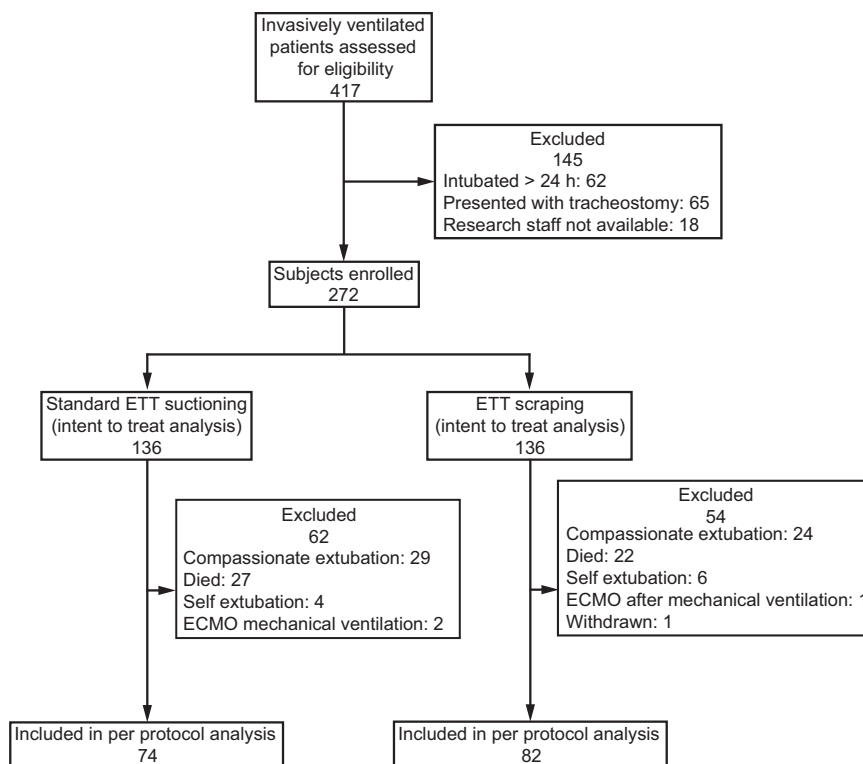 Invasively ventilated
patients assessed
for eligibility
417
Excluded
145
Intubated > 24 h: 62
Presented with tracheostomy: 65
Research staff not available: 18
Subjects enrolled
272
Standard ETT suctioning
(intent to treat analysis)
136
ETT scraping
(intent to treat analysis)
136
Excluded
62
Compassionate extubation: 29
Died: 27
Self extubation: 4
ECMO mechanical ventilation: 2
Excluded
54
Compassionate extubation: 24
Died: 22
Self extubation: 6
ECMO after mechanical ventilation: 1
Withdrawn: 1
Included in per protocol analysis
74
Included in per protocol analysis
82